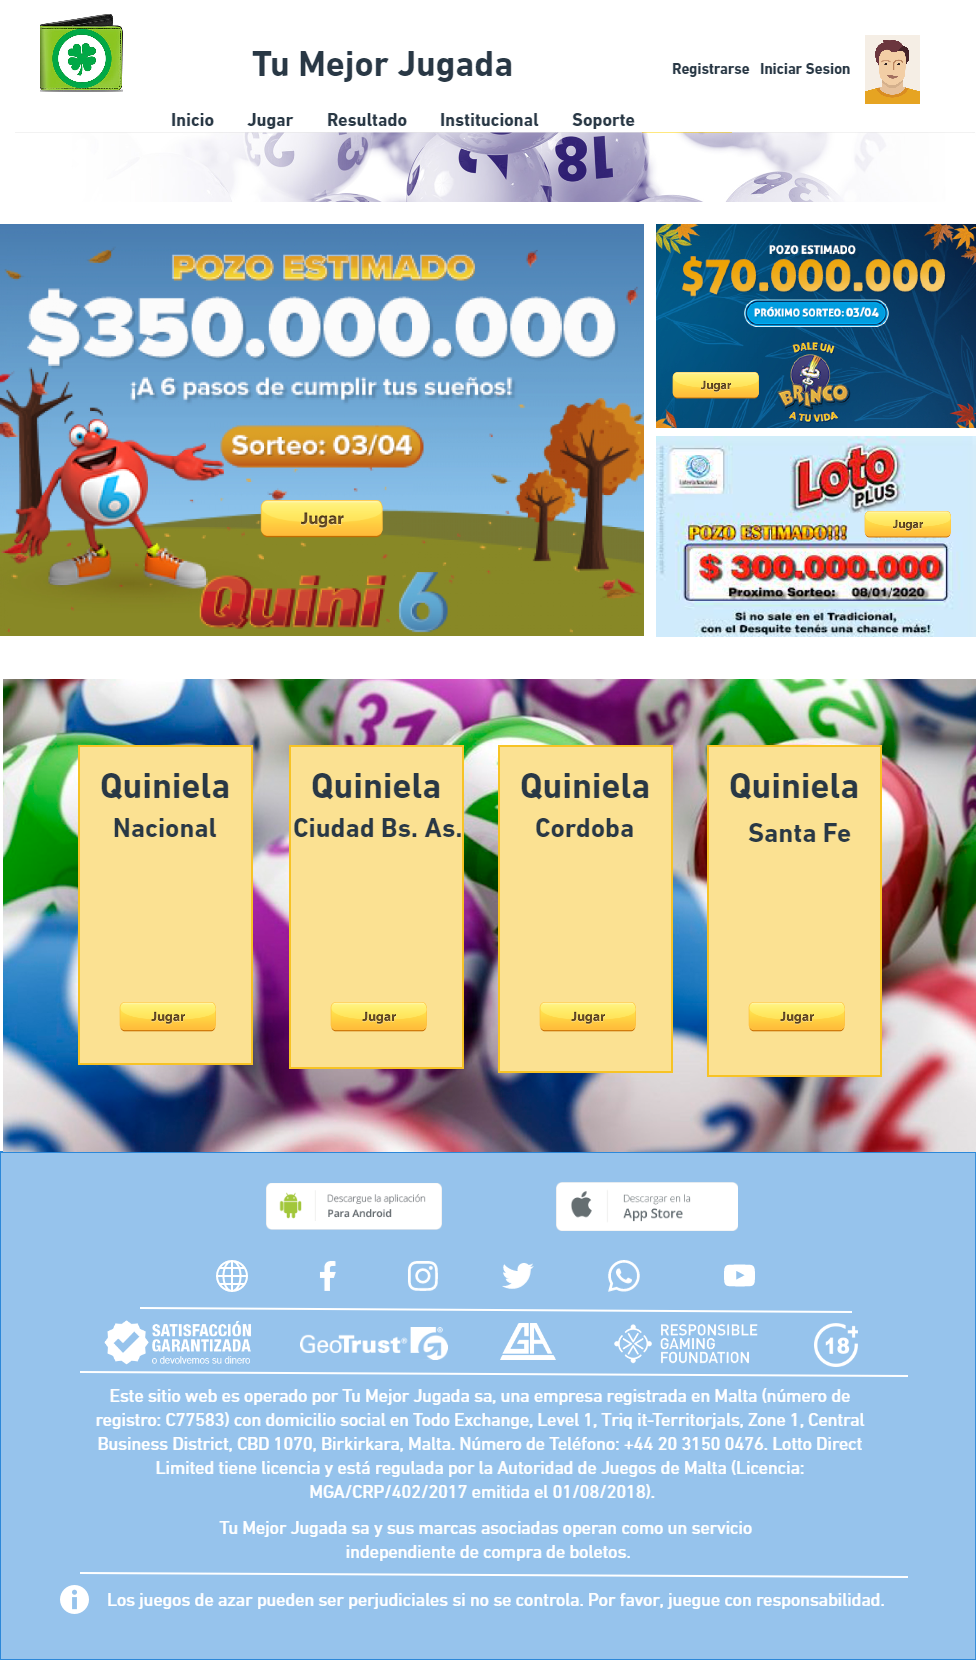 Tu Mejor Jugada
Registrarse Iniciar Sesion
Inicio Jugar Resultado Institucional Soporte
18
POZO ESTIMADO
$350.000.000
¡A 6 pasos de cumplir tus sueños!
Sorteo: 03/04
6
Jugar
Quini 6
POZO ESTIMADO
$70.000.000
PRÓXIMO SORTEO: 03/04
DALE UN
BRINCO
A TU VIDA
Jugar
Lotería Nacional
Loto
PLUS
Jugar
POZO ESTIMADO!!!
$ 300.000.000
Proximo Sorteo: 08/01/2020
Si no sale en el Tradicional,
con el Desquite tenés una chance más!
31
Quiniela
Nacional
Jugar
Quiniela
Ciudad Bs. As.
Jugar
Quiniela
Cordoba
Jugar
Quiniela
Santa Fe
Jugar
Descargue la aplicación
Para Android
Descargar en la
App Store
SATISFACCIÓN
GARANTIZADA
o devolvemos su dinero
GeoTrust®
GA
RESPONSIBLE
GAMING
FOUNDATION
18+
Este sitio web es operado por Tu Mejor Jugada sa, una empresa registrada en Malta (número de
registro: C77583) con domicilio social en Todo Exchange, Level 1, Triq it-Territorjals, Zone 1, Central
Business District, CBD 1070, Birkirkara, Malta. Número de Teléfono: +44 20 3150 0476. Lotto Direct
Limited tiene licencia y está regulada por la Autoridad de Juegos de Malta (Licencia:
MGA/CRP/402/2017 emitida el 01/08/2018).
Tu Mejor Jugada sa y sus marcas asociadas operan como un servicio
independiente de compra de boletos.
Los juegos de azar pueden ser perjudiciales si no se controla. Por favor, juegue con responsabilidad.